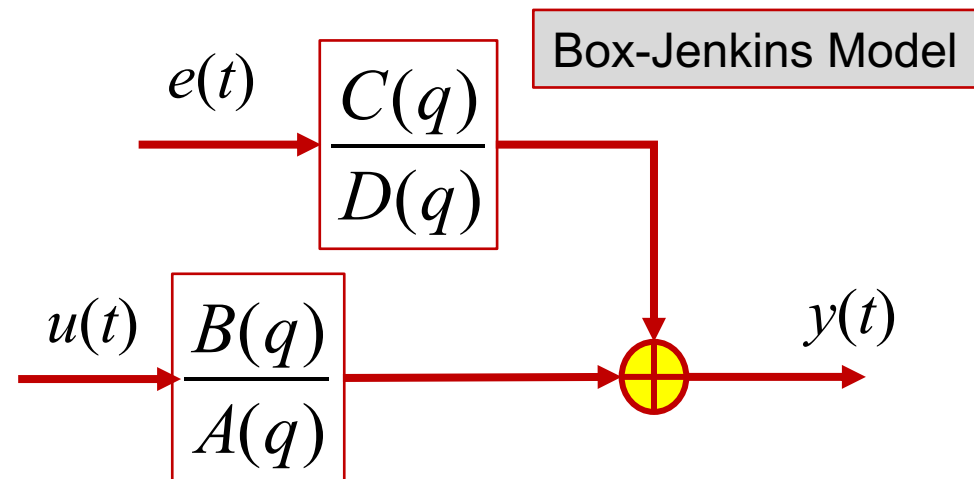 Box-Jenkins Model
e(t)
C(q)
D(q)
u(t)
B(q)
A(q)
y(t)